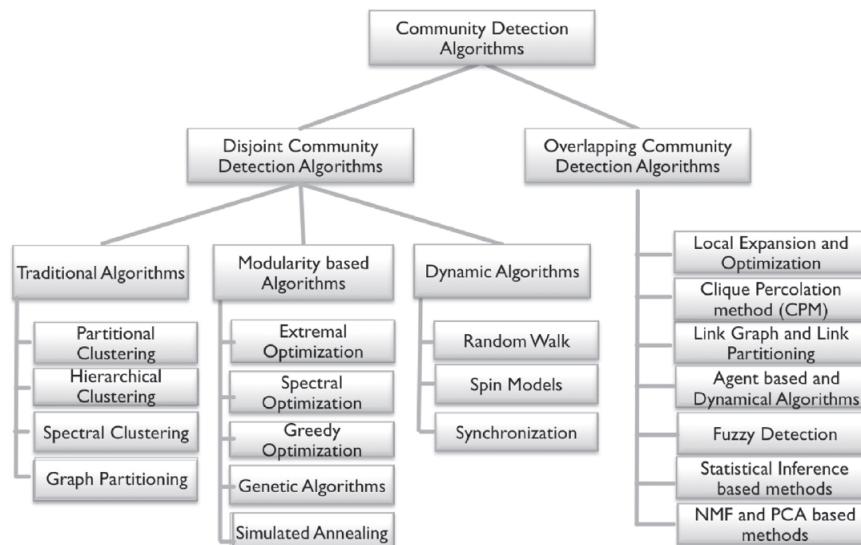 Community Detection
Algorithms
Disjoint Community
Detection Algorithms
Overlapping Community
Detection Algorithms
Traditional Algorithms
Partitional
Clustering
Hierarchical
Clustering
Spectral Clustering
Graph Partitioning
Modularity based
Algorithms
Extremal
Optimization
Spectral
Optimization
Greedy
Optimization
Genetic Algorithms
Simulated Annealing
Dynamic Algorithms
Random Walk
Spin Models
Synchronization
Local Expansion and
Optimization
Clique Percolation
method (CPM)
Link Graph and Link
Partitioning
Agent based and
Dynamical Algorithms
Fuzzy Detection
Statistical Inference
based methods
NMF and PCA based
methods